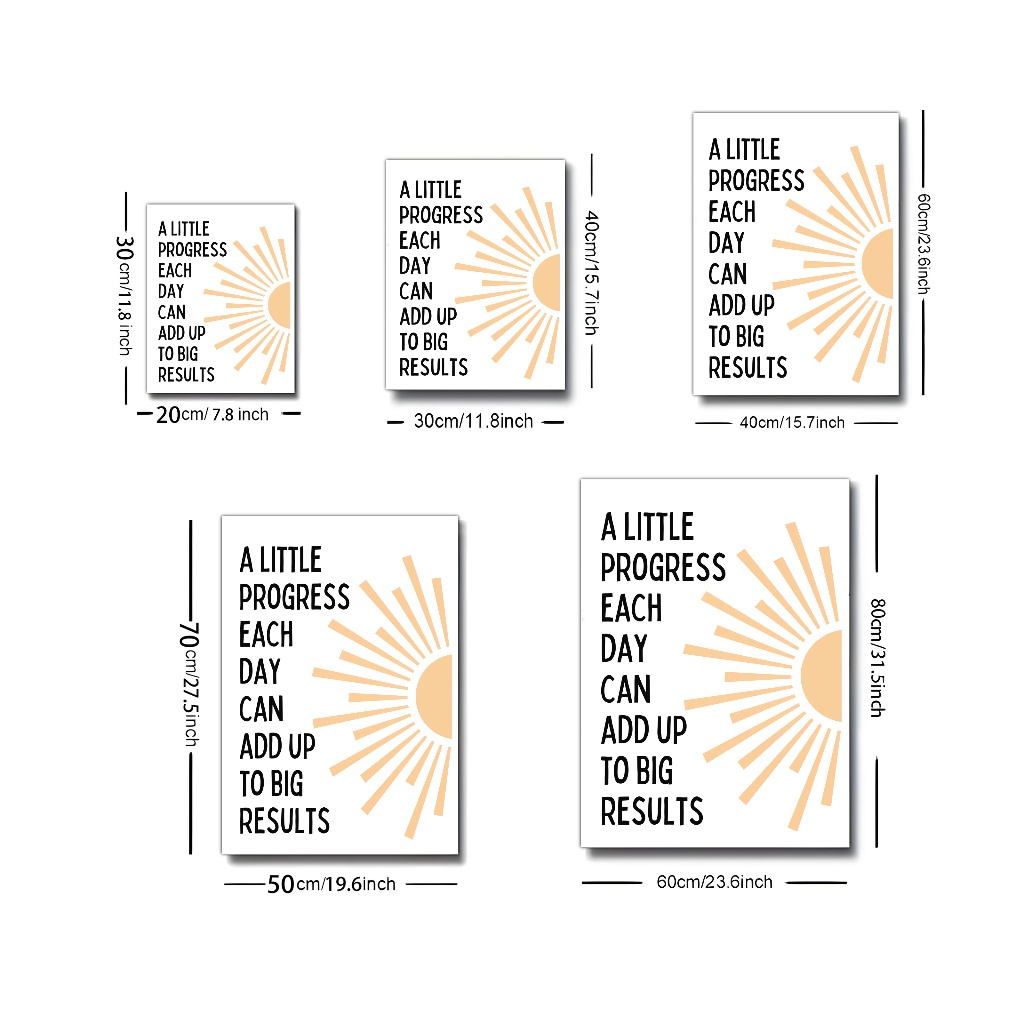 A LITTLE
PROGRESS
EACH
DAY
CAN
ADD UP
TO BIG
RESULTS
30cm/11.8 inch
20cm/ 7.8 inch
A LITTLE
PROGRESS
EACH
DAY
CAN
ADD UP
TO BIG
RESULTS
40cm/15.7inch
30cm/11.8inch
A LITTLE
PROGRESS
EACH
DAY
CAN
ADD UP
TO BIG
RESULTS
60cm/23.6inch
40cm/15.7inch
A LITTLE
PROGRESS
EACH
DAY
CAN
ADD UP
TO BIG
RESULTS
70cm/27.5inch
50cm/19.6inch
A LITTLE
PROGRESS
EACH
DAY
CAN
ADD UP
TO BIG
RESULTS
80cm/31.5inch
60cm/23.6inch